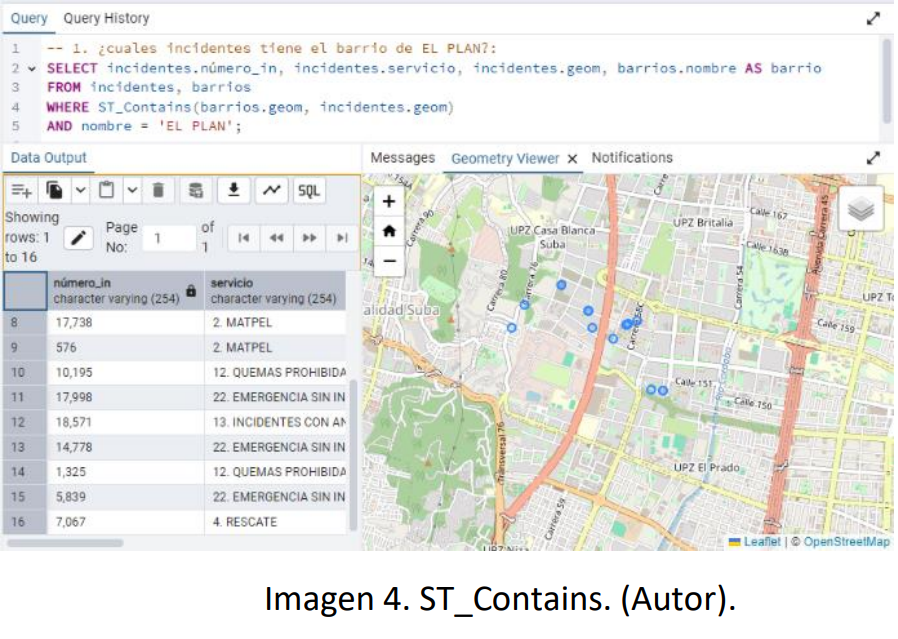 Query Query History
1 -- 1. ¿cuales incidentes tiene el barrio de EL PLAN?:
2 SELECT incidentes.número_in, incidentes.servicio, incidentes.geom, barrios.nombre AS barrio
3 FROM incidentes, barrios
4 WHERE ST_Contains(barrios.geom, incidentes.geom)
5 AND nombre = 'EL PLAN';
Data Output
Messages Geometry Viewer × Notifications
SQL
Showing rows: 1 to 16
Page No: 1 of 1
número_in servicio
character varying (254) character varying (254)
8 17,738 2. MATPEL
9 576 2. MATPEL
10 10,195 12. QUEMAS PROHIBIDA
11 17,998 22. EMERGENCIA SIN IN
12 18,571 13. INCIDENTES CON AN
13 14,778 22. EMERGENCIA SIN IN
14 1,325 12. QUEMAS PROHIBIDA
15 5,839 22. EMERGENCIA SIN IN
16 7,067 4. RESCATE
+
−
Carrera 90
UPZ Casa Blanca
Suba
UPZ Britalia
Calle 167
Avenida Carrera 45
Calle 163B
Carrera 80
Carrera 76
Carrera 54
UPZ T
alidad Suba
Calle 159
Calle 151
Calle 150
Transversal 76
UPZ El Prado
Carrera 59
Leaflet | © OpenStreetMap
Imagen 4. ST_Contains. (Autor).